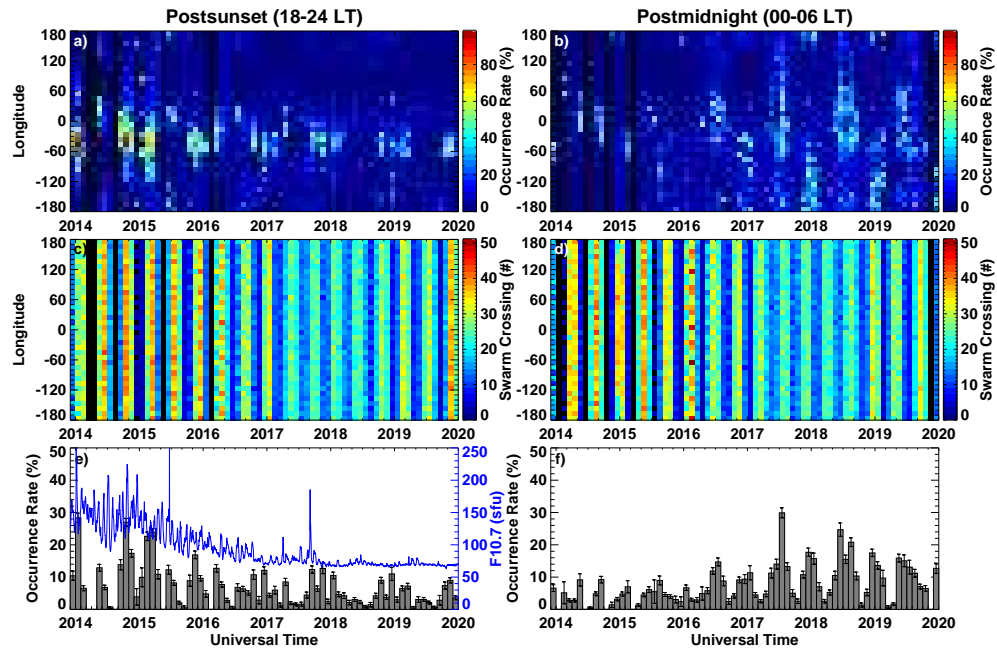 Postsunset (18-24 LT)
Postmidnight (00-06 LT)
a)
180
120
60
0
-60
-120
-180
Longitude
2014 2015 2016 2017 2018 2019 2020
80
60
40
20
0
Occurrence Rate (%)
b)
180
120
60
0
-60
-120
-180
2014 2015 2016 2017 2018 2019 2020
80
60
40
20
0
Occurrence Rate (%)
c)
180
120
60
0
-60
-120
-180
Longitude
2014 2015 2016 2017 2018 2019 2020
50
40
30
20
10
0
Swarm Crossing (#)
d)
180
120
60
0
-60
-120
-180
2014 2015 2016 2017 2018 2019 2020
50
40
30
20
10
0
Swarm Crossing (#)
e)
50
40
30
20
10
0
Occurrence Rate (%)
250
200
150
100
50
0
F10.7 (sfu)
2014 2015 2016 2017 2018 2019 2020
Universal Time
f)
50
40
30
20
10
0
Occurrence Rate (%)
2014 2015 2016 2017 2018 2019 2020
Universal Time